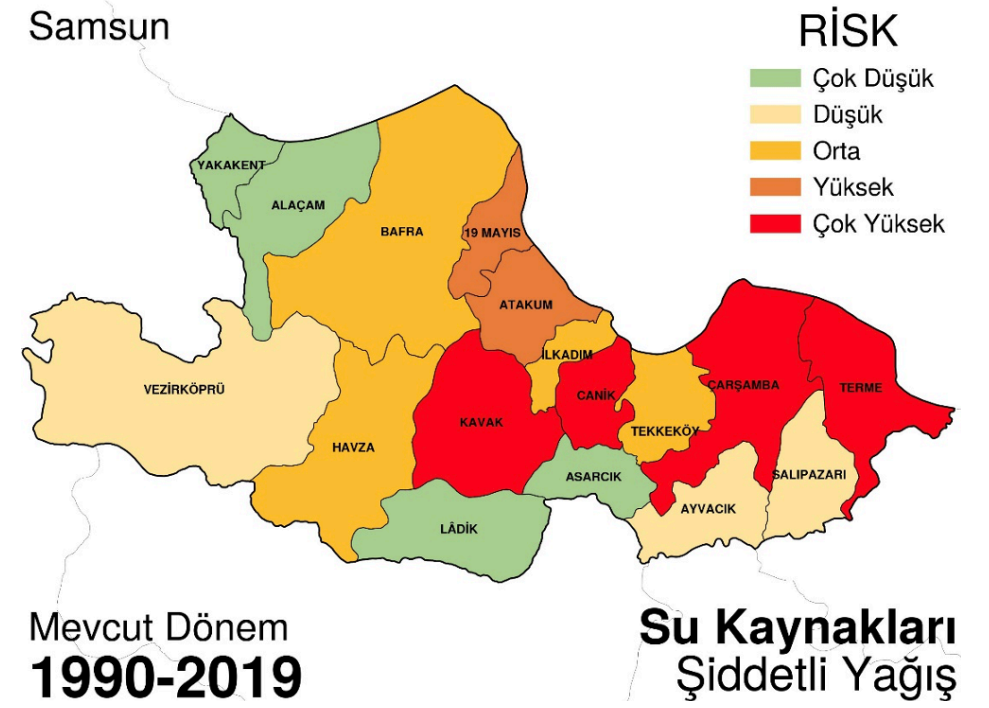 Samsun
RİSK
Çok Düşük
Düşük
Orta
Yüksek
Çok Yüksek
YAKAKENT
ALAÇAM
BAFRA
19 MAYIS
ATAKUM
İLKADIM
VEZİRKÖPRÜ
HAVZA
KAVAK
CANİK
TEKKEKÖY
ÇARŞAMBA
TERME
ASARCIK
SALIPAZARI
AYVACIK
LÂDİK
Mevcut Dönem
1990-2019
Su Kaynakları
Şiddetli Yağış